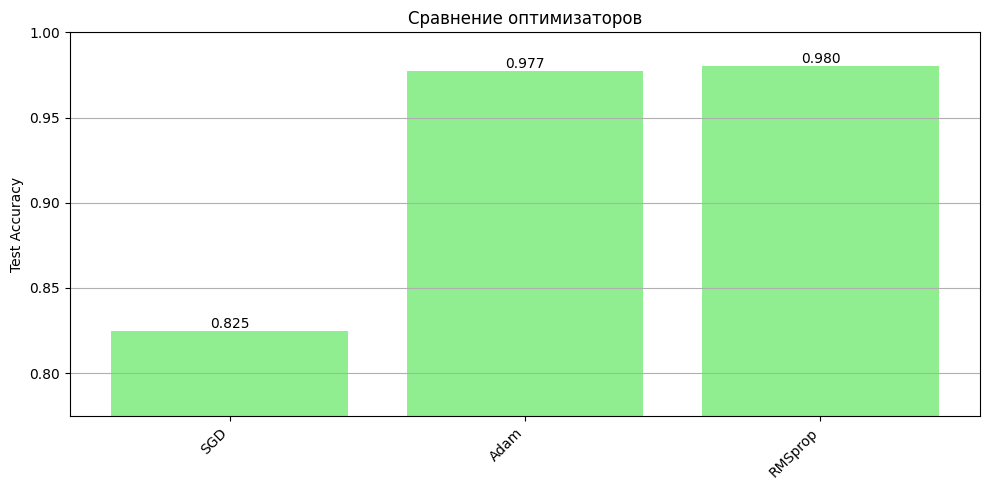 Сравнение оптимизаторов
Test Accuracy
1.00
0.95
0.90
0.85
0.80
0.825
0.977
0.980
SGD
Adam
RMSprop